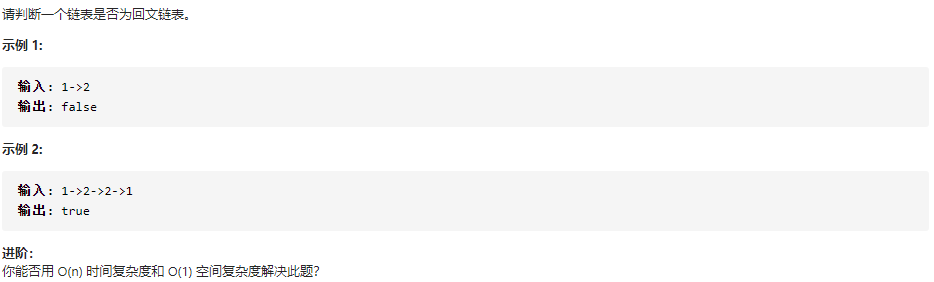 请判断一个链表是否为回文链表。
示例 1:
输入: 1->2
输出: false
示例 2:
输入: 1->2->2->1
输出: true
进阶：
你能否用 O(n) 时间复杂度和 O(1) 空间复杂度解决此题？